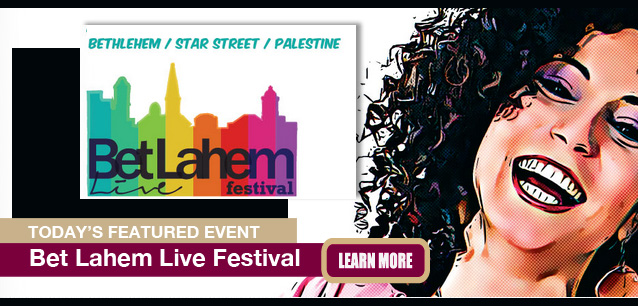 BETHLEHEM / STAR STREET / PALESTINE
Bet Lahem
Live festival
TODAY'S FEATURED EVENT
Bet Lahem Live Festival
LEARN MORE